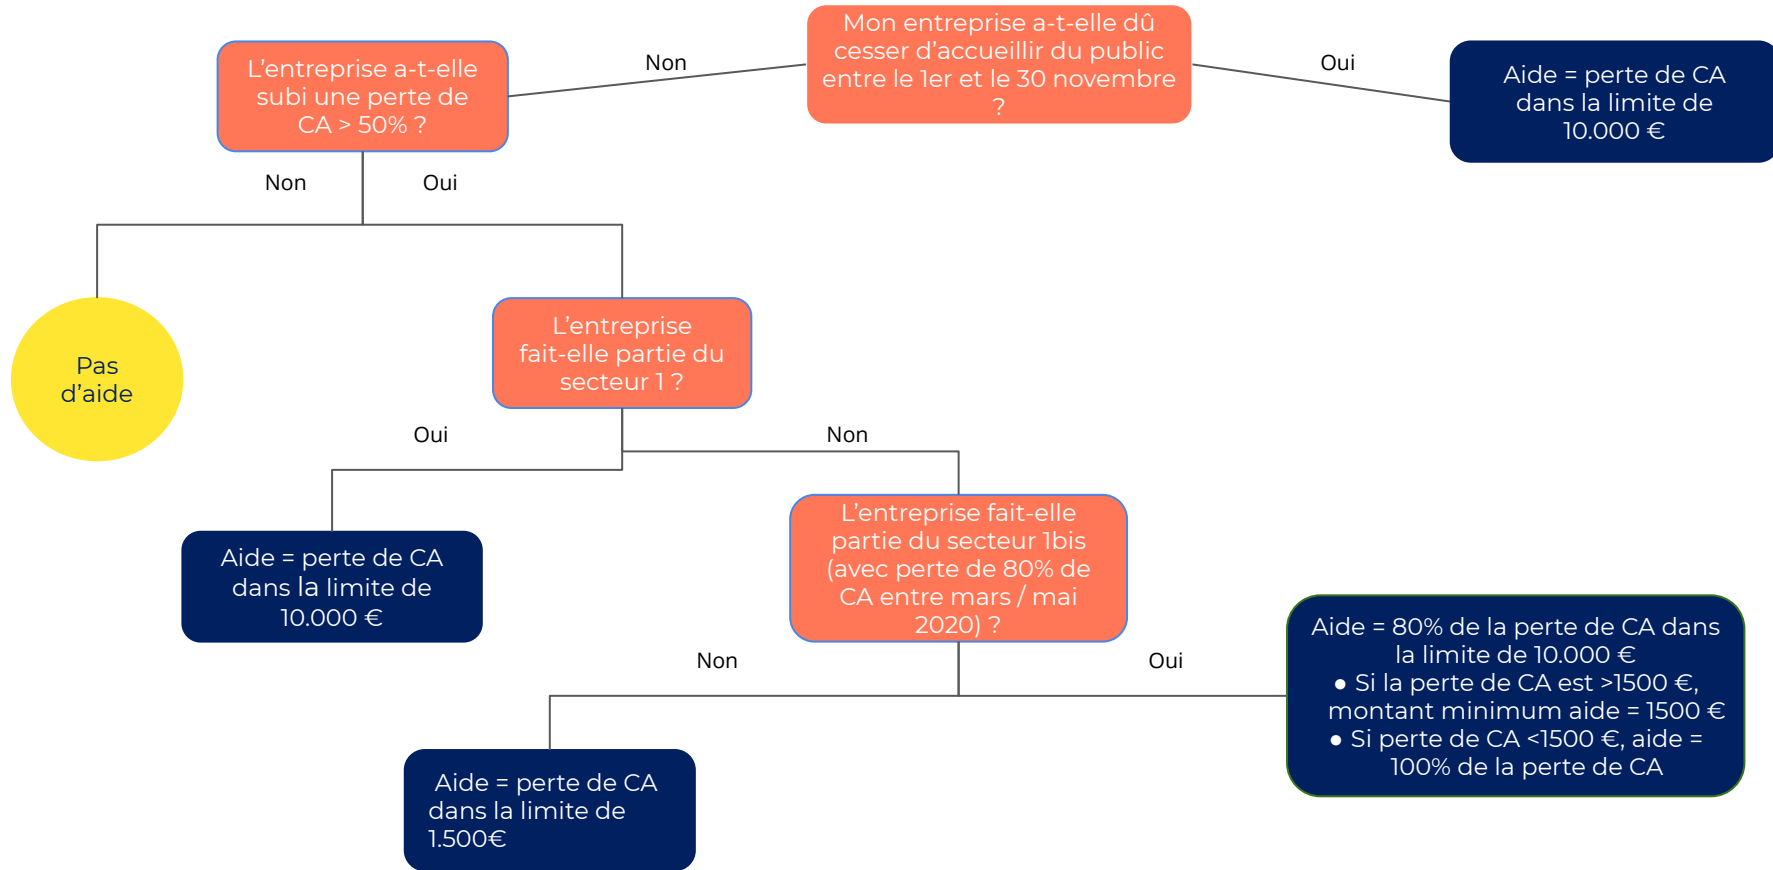 Mon entreprise a-t-elle dû
cesser d’accueillir du public
entre le 1er et le 30 novembre
?
Non
Oui
L’entreprise a-t-elle
subi une perte de
CA > 50% ?
Aide = perte de CA
dans la limite de
10.000 €
Non
Oui
Pas
d’aide
L’entreprise
fait-elle partie du
secteur 1 ?
Oui
Non
Aide = perte de CA
dans la limite de
10.000 €
L’entreprise fait-elle
partie du secteur 1bis
(avec perte de 80% de
CA entre mars / mai
2020) ?
Non
Oui
Aide = 80% de la perte de CA dans
la limite de 10.000 €
● Si la perte de CA est >1500 €,
montant minimum aide = 1500 €
● Si perte de CA <1500 €, aide =
100% de la perte de CA
Aide = perte de CA
dans la limite de
1.500€